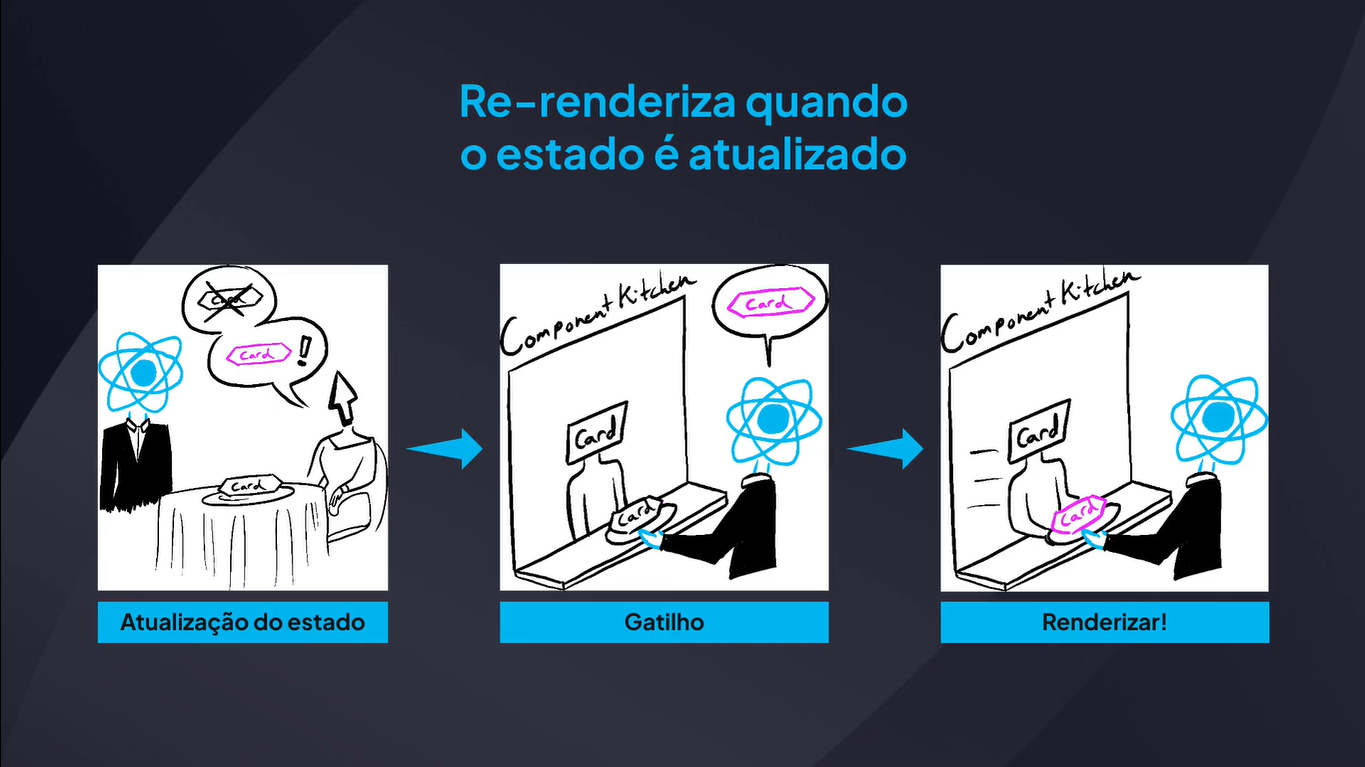 Re-renderiza quando
o estado é atualizado
Card
Card !
Card
Atualização do estado
Component Kitchen
Card
Card
Card
Gatilho
Component Kitchen
Card
Card
Renderizar!